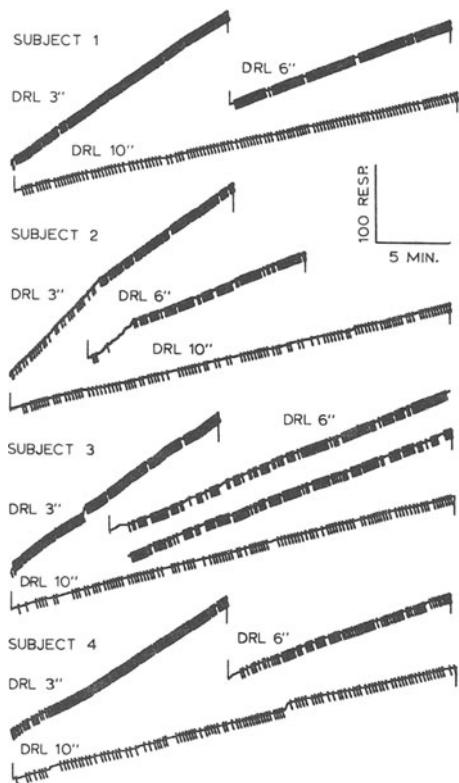 SUBJECT 1
DRL 3"
DRL 6"
DRL 10"
100 RESP.
5 MIN.
SUBJECT 2
DRL 3"
DRL 6"
DRL 10"
SUBJECT 3
DRL 6"
DRL 3"
DRL 10"
SUBJECT 4
DRL 6"
DRL 3"
DRL 10"